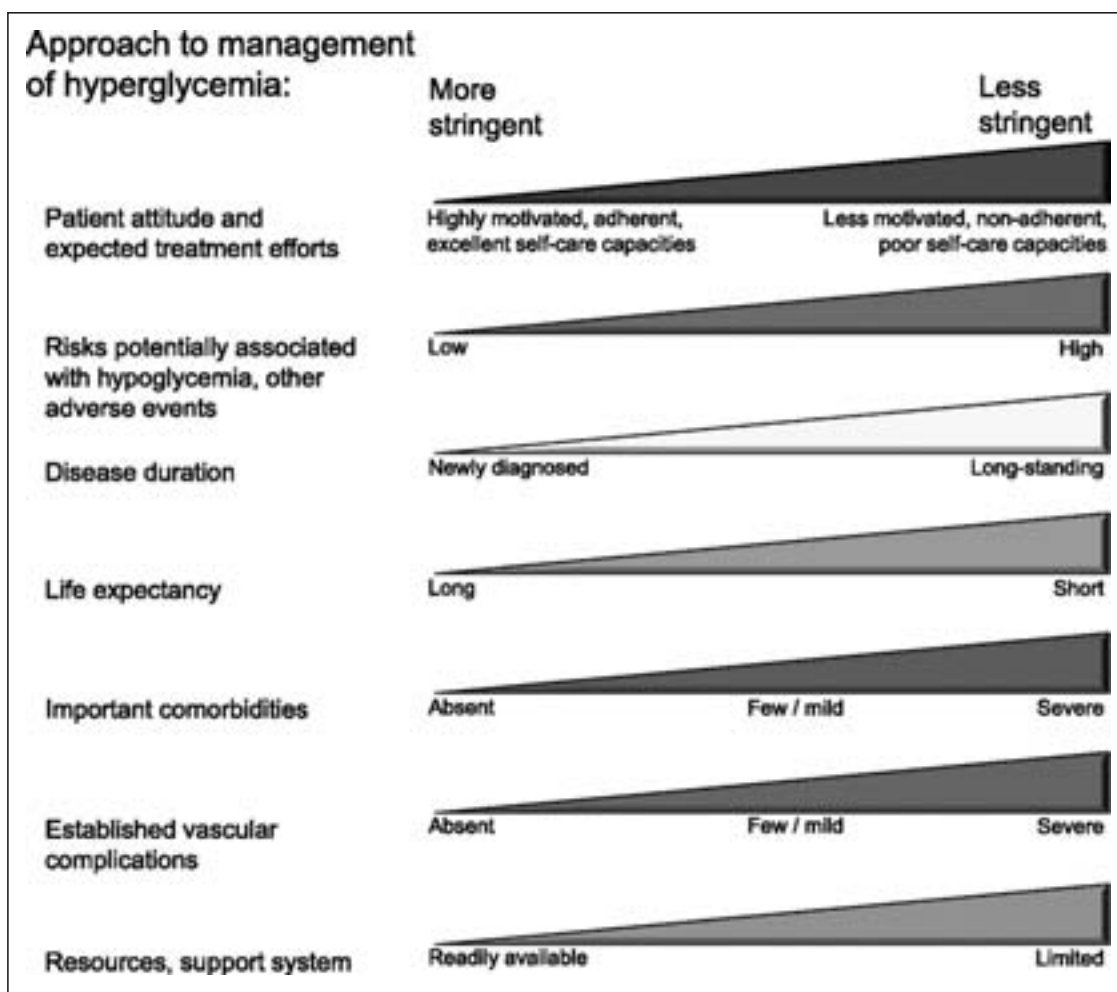 Approach to management
of hyperglycemia:
More
stringent
Less
stringent
Patient attitude and
expected treatment efforts
Highly motivated, adherent,
excellent self-care capacities
Less motivated, non-adherent,
poor self-care capacities
Risks potentially associated
with hypoglycemia, other
adverse events
Low
High
Disease duration
Newly diagnosed
Long-standing
Life expectancy
Long
Short
Important comorbidities
Absent
Few / mild
Severe
Established vascular
complications
Absent
Few / mild
Severe
Resources, support system
Readily available
Limited